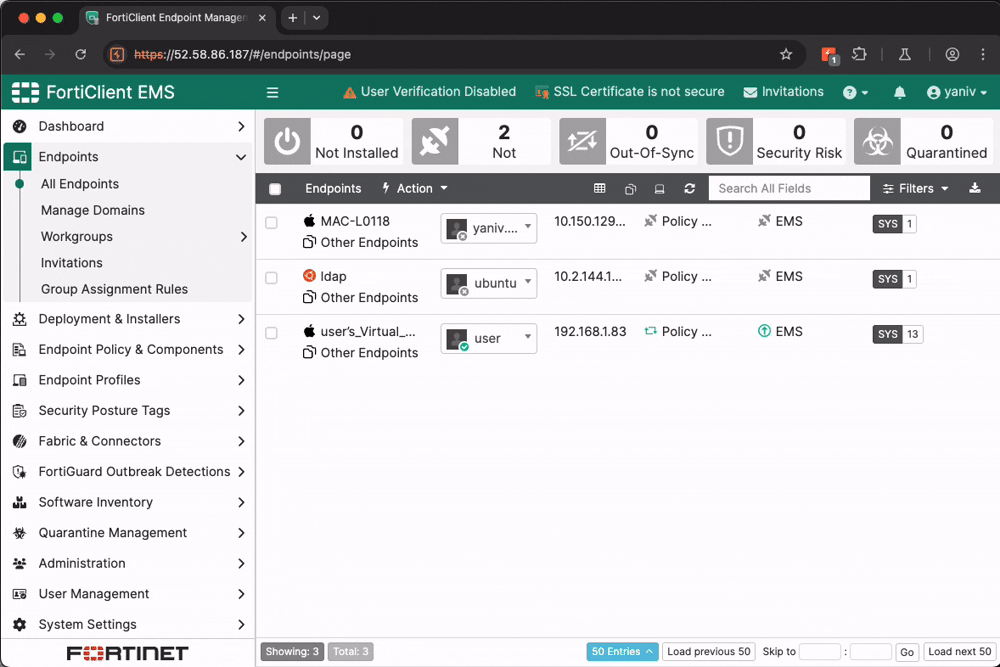 FortiClient Endpoint Manage
https://52.58.86.187/#/endpoints/page
1
FortiClient EMS
User Verification Disabled
SSL Certificate is not secure
Invitations
yaniv
Dashboard
Endpoints
All Endpoints
Manage Domains
Workgroups
Invitations
Group Assignment Rules
Deployment & Installers
Endpoint Policy & Components
Endpoint Profiles
Security Posture Tags
Fabric & Connectors
FortiGuard Outbreak Detections
Software Inventory
Quarantine Management
Administration
User Management
System Settings
FORTINET
0
Not Installed
2
Not
0
Out-Of-Sync
0
Security Risk
0
Quarantined
Endpoints Action Search All Fields Filters
MAC-L0118 yaniv.... 10.150.129... Policy ... EMS SYS 1
Other Endpoints
ldap ubuntu 10.2.144.1... Policy ... EMS SYS 1
Other Endpoints
user's_Virtual_... user 192.168.1.83 Policy ... EMS SYS 13
Other Endpoints
Showing: 3 Total: 3 50 Entries Load previous 50 Skip to : Go Load next 50